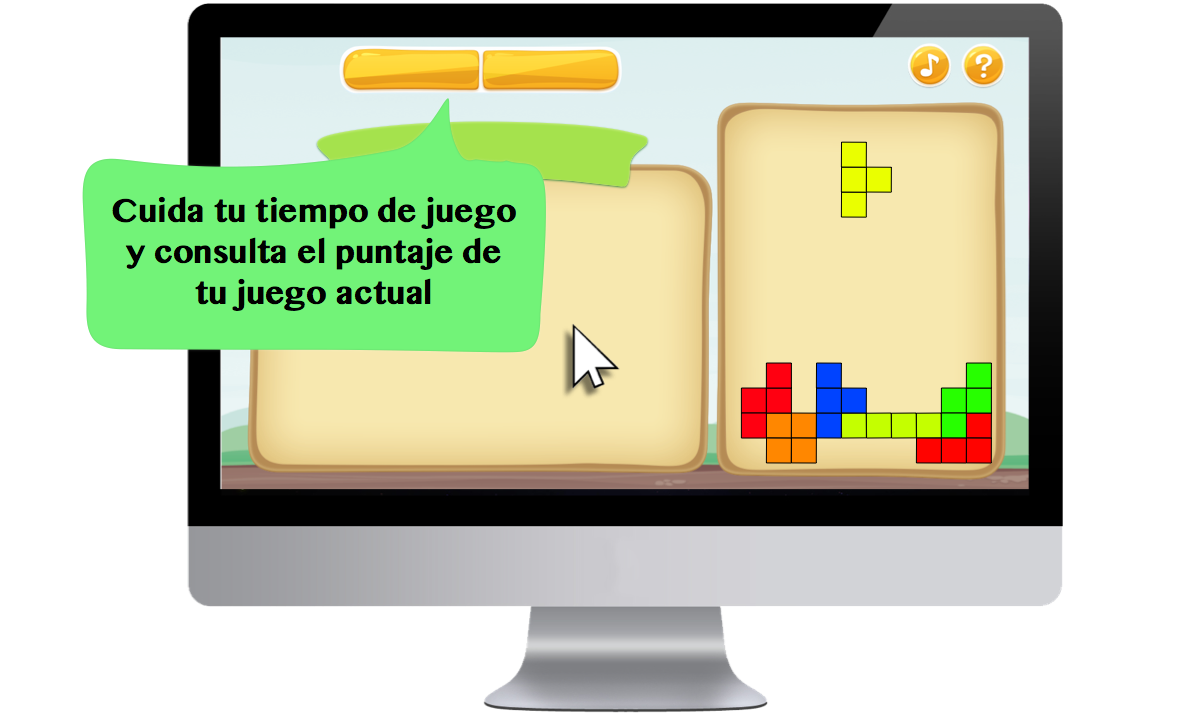 Cuida tu tiempo de juego
y consulta el puntaje de
tu juego actual
?